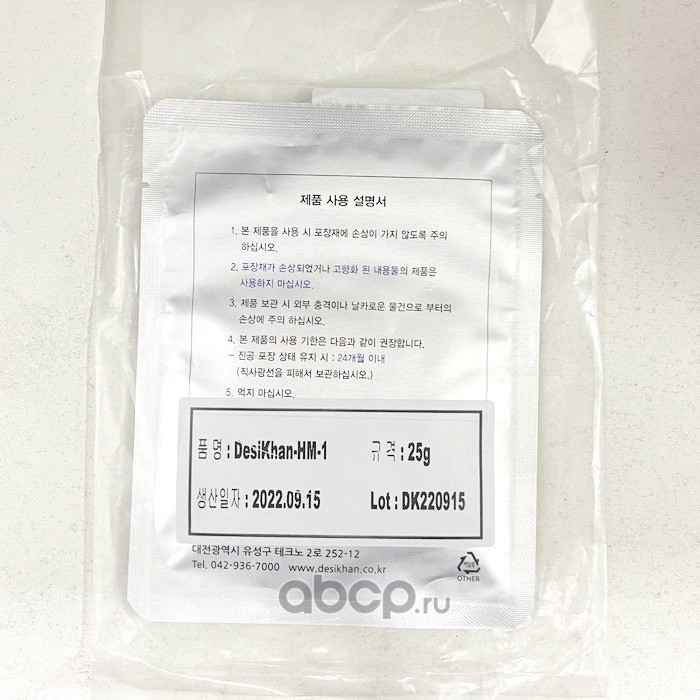 제품 사용 설명서
1. 본 제품을 사용 시 포장재에 손상이 가지 않도록 주의
하십시오.
2. 포장재가 손상되었거나 고형화 된 내용물의 제품은
사용하지 마십시오.
3. 제품 보관 시 외부 충격이나 날카로운 물건으로 부터의
손상에 주의 하십시오.
4. 본 제품의 사용 기한은 다음과 같이 권장합니다.
– 진공 포장 상태 유지 시 : 24개월 이내
(직사광선을 피해서 보관하십시오.)
5. 먹지 마십시오.
품 명 : DesiKhan-HM-1 규 격 : 25g
생산일자 : 2022.09.15 Lot : DK220915
대전광역시 유성구 테크노 2로 252-12
Tel. 042-936-7000 www.desikhan.co.kr
OTHER
abcp.ru